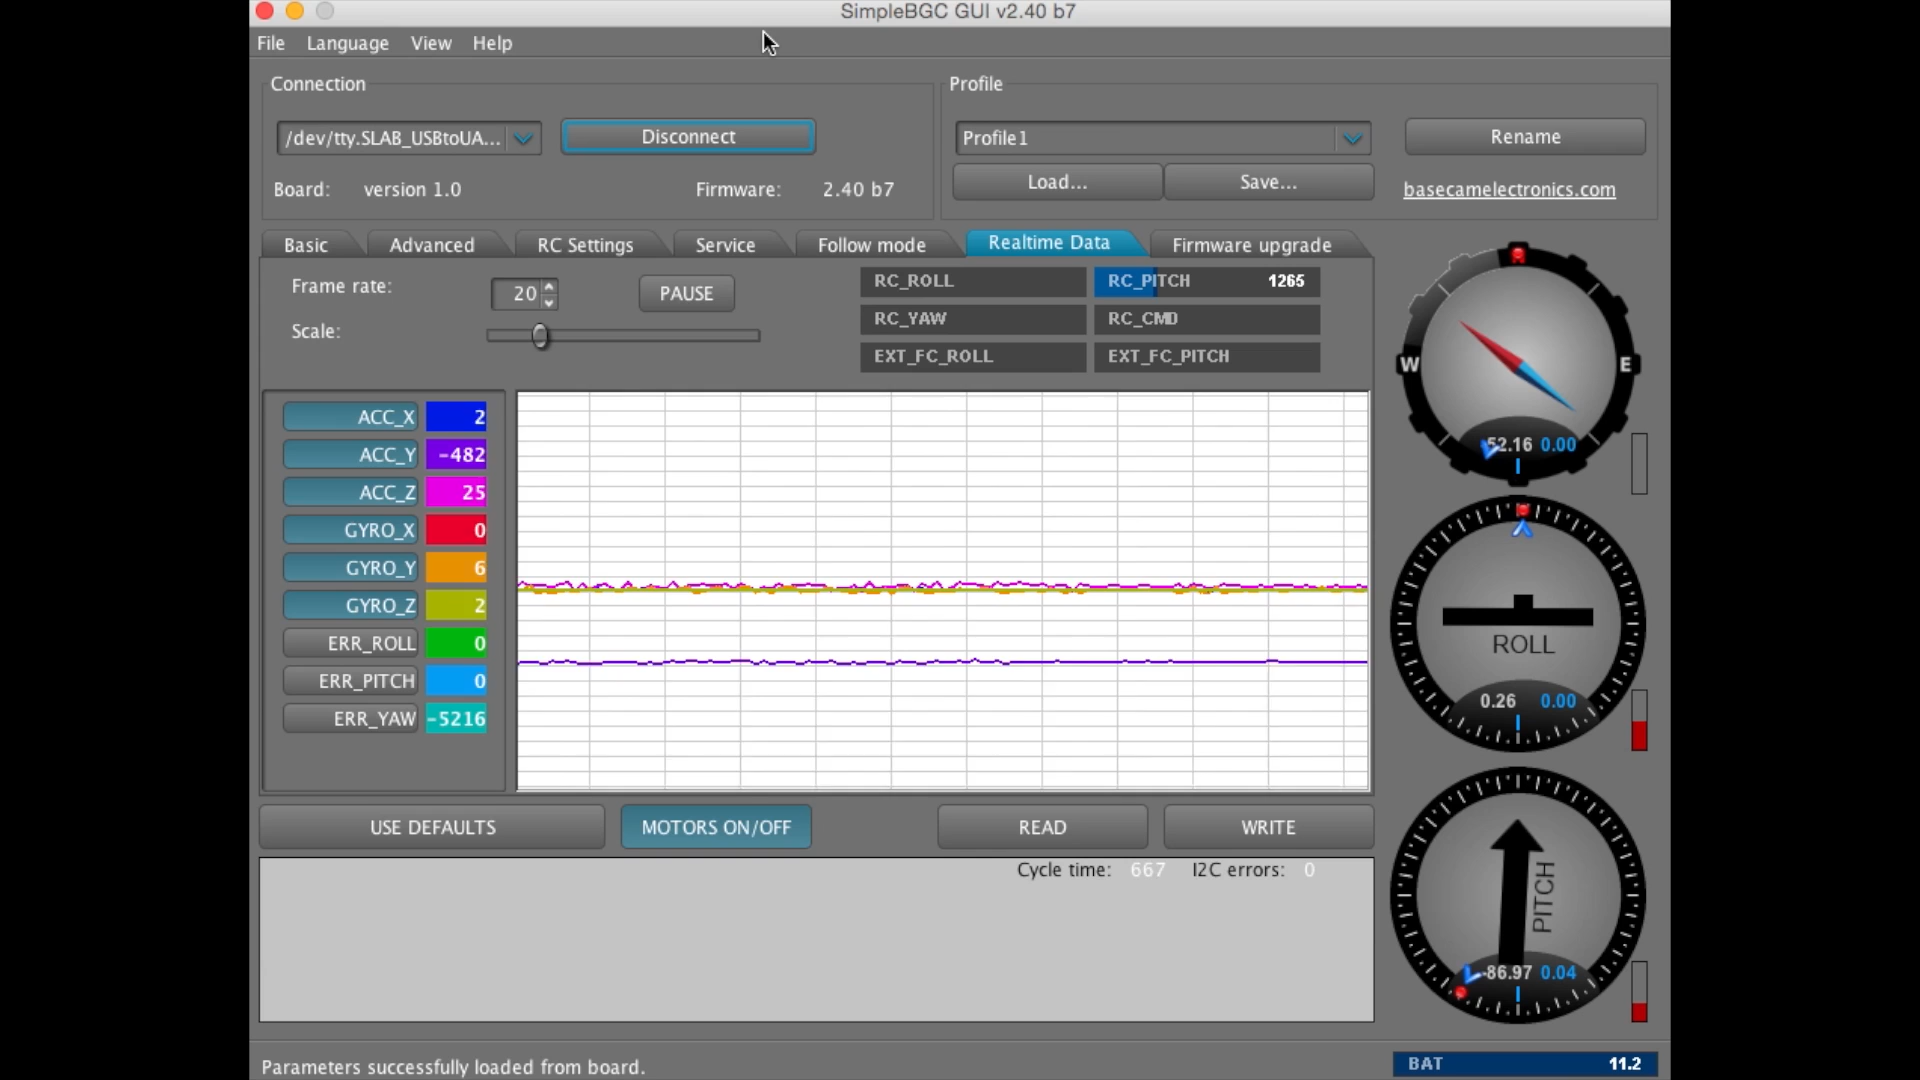 SimpleBGC GUI v2.40 b7
File Language View Help
Connection
Profile
/dev/tty.SLAB_USBtoUA...
Disconnect
Profile1
Rename
Board: version 1.0
Firmware: 2.40 b7
Load...
Save...
basecamelectronics.com
Basic
Advanced
RC Settings
Service
Follow mode
Realtime Data
Firmware upgrade
Frame rate: 20
PAUSE
Scale:
RC_ROLL
RC_PITCH 1265
RC_YAW
RC_CMD
EXT_FC_ROLL
EXT_FC_PITCH
ACC_X 2
ACC_Y -482
ACC_Z 25
GYRO_X 0
GYRO_Y 6
GYRO_Z 2
ERR_ROLL 0
ERR_PITCH 0
ERR_YAW -5216
W E
52.16 0.00
ROLL
0.26 0.00
PITCH
-86.97 0.04
USE DEFAULTS
MOTORS ON/OFF
READ
WRITE
Cycle time: 667 I2C errors: 0
Parameters successfully loaded from board.
BAT 11.2